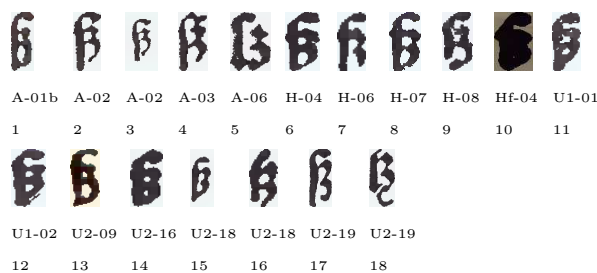 A-01b A-02 A-02 A-03 A-06 H-04 H-06 H-07 H-08 Hf-04 U1-01
1 2 3 4 5 6 7 8 9 10 11
U1-02 U2-09 U2-16 U2-18 U2-18 U2-19 U2-19
12 13 14 15 16 17 18